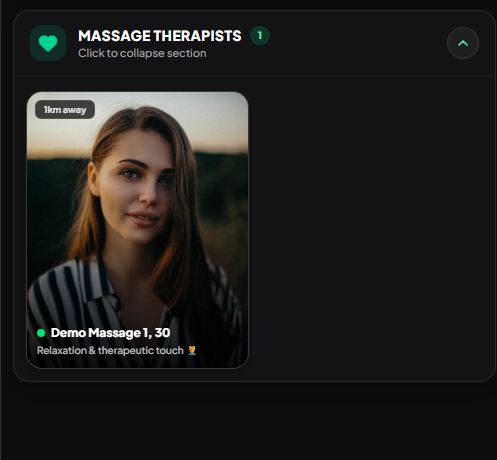 MASSAGE THERAPISTS 1
Click to collapse section
1km away
Demo Massage 1, 30
Relaxation & therapeutic touch 💆